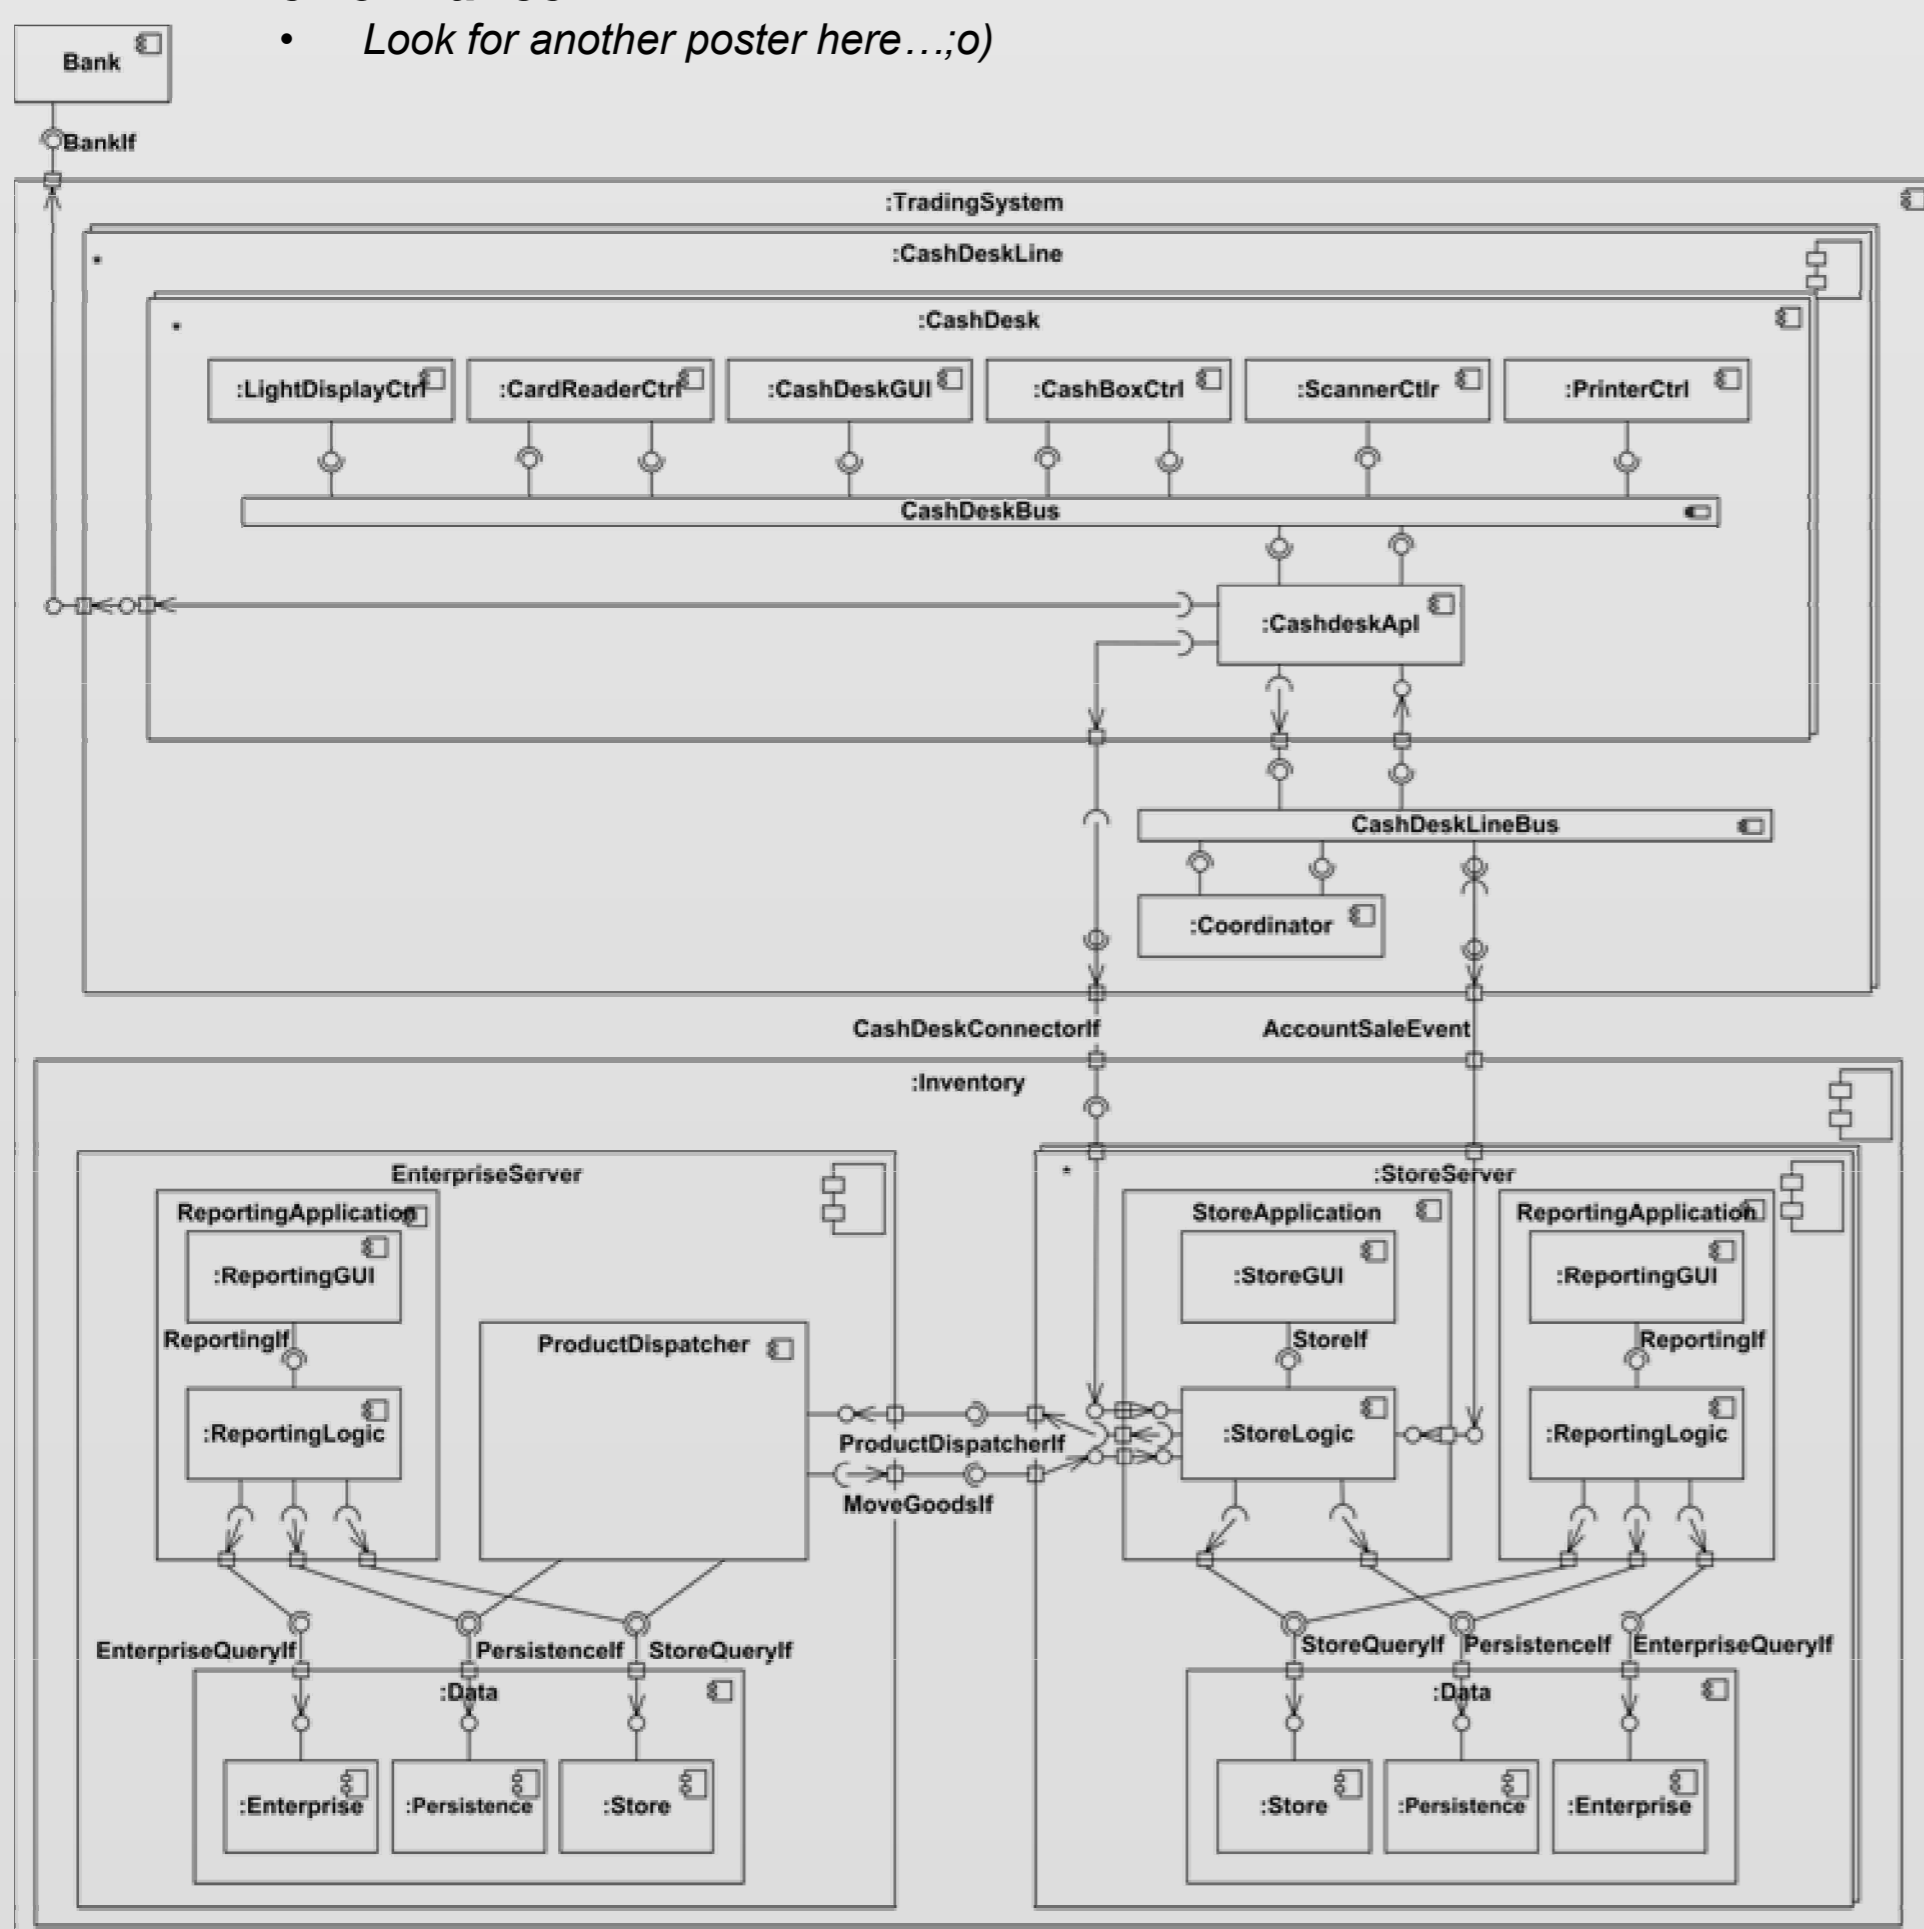 • Look for another poster here…;o)
Bank
BankIf
:TradingSystem
:CashDeskLine
*
:CashDesk
*
:LightDisplayCtrl :CardReaderCtrl :CashDeskGUI :CashBoxCtrl :ScannerCtlr :PrinterCtrl
CashDeskBus
:CashdeskApl
CashDeskLineBus
:Coordinator
CashDeskConnectorIf AccountSaleEvent
:Inventory
EnterpriseServer
* :StoreServer
ReportingApplication StoreApplication ReportingApplication
:ReportingGUI :StoreGUI :ReportingGUI
ReportingIf ProductDispatcher StoreIf ReportingIf
:ReportingLogic :StoreLogic :ReportingLogic
ProductDispatcherIf
MoveGoodsIf
EnterpriseQueryIf PersistenceIf StoreQueryIf StoreQueryIf PersistenceIf EnterpriseQueryIf
:Data :Data
:Enterprise :Persistence :Store :Store :Persistence :Enterprise